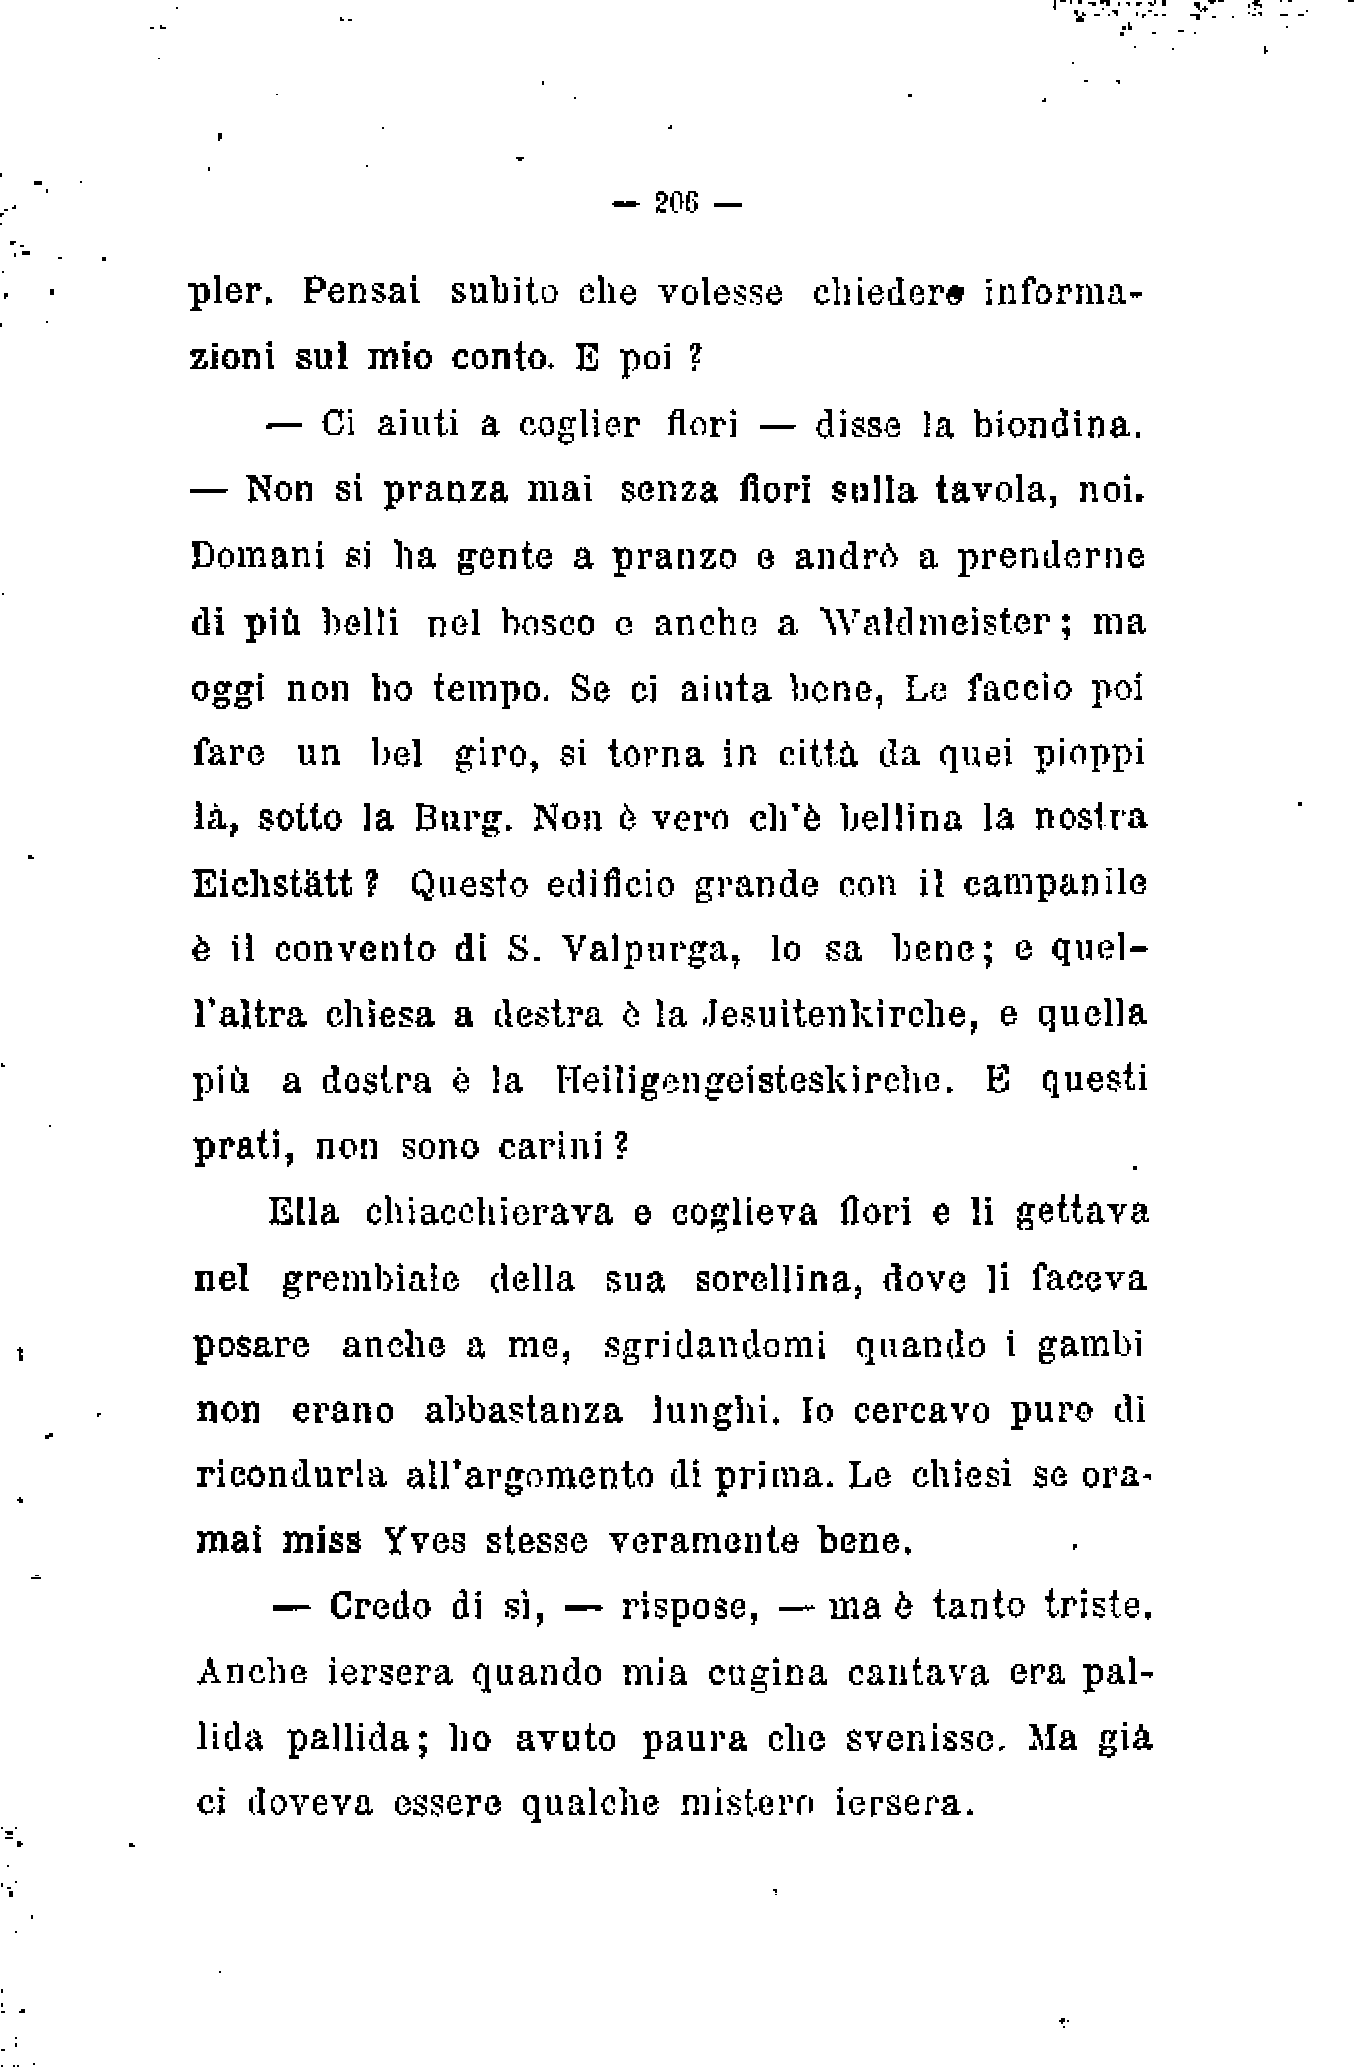 — 206 —
pler. Pensai subito che volesse chiedere informa-
zioni sul mio conto. E poi ?
— Ci aiuti a coglier fiori — disse la biondina.
— Non si pranza mai senza fiori sulla tavola, noi.
Domani si ha gente a pranzo e andrò a prenderne
di più belli nel bosco e anche a Waldmeister ; ma
oggi non ho tempo. Se ci aiuta bene, Le faccio poi
fare un bel giro, si torna in città da quei pioppi
là, sotto la Burg. Non è vero ch'è bellina la nostra
Eichstätt ? Questo edificio grande con il campanile
è il convento di S. Valpurga, lo sa bene ; e quel-
l'altra chiesa a destra è la Jesuitenkirche, e quella
più a destra è la Heiligengeisteskirche. E questi
prati, non sono carini ?
Ella chiacchierava e coglieva fiori e li gettava
nel grembiale della sua sorellina, dove li faceva
posare anche a me, sgridandomi quando i gambi
non erano abbastanza lunghi. Io cercavo pure di
ricondurla all'argomento di prima. Le chiesi se ora-
mai miss Yves stesse veramente bene.
— Credo di sì, — rispose, — ma è tanto triste.
Anche iersera quando mia cugina cantava era pal-
lida pallida ; ho avuto paura che svenisse. Ma già
ci doveva essere qualche mistero iersera.